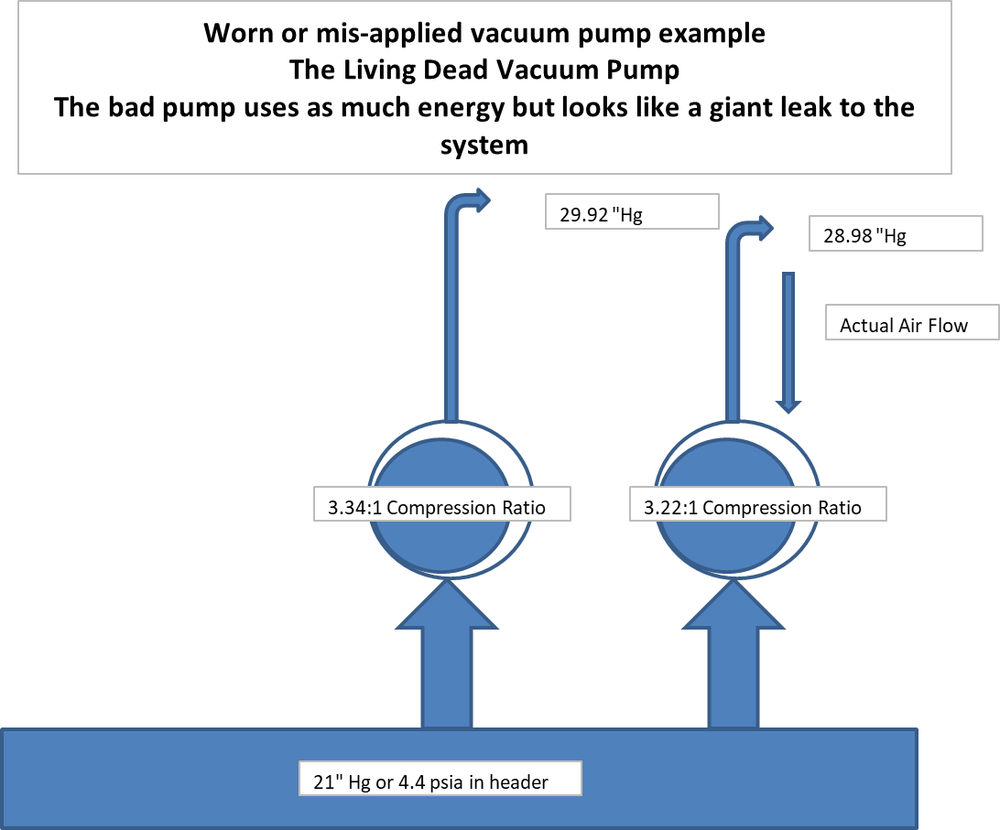 Worn or mis-applied vacuum pump example
The Living Dead Vacuum Pump
The bad pump uses as much energy but looks like a giant leak to the
system
29.92 "Hg
28.98 "Hg
Actual Air Flow
3.34:1 Compression Ratio
3.22:1 Compression Ratio
21" Hg or 4.4 psia in header